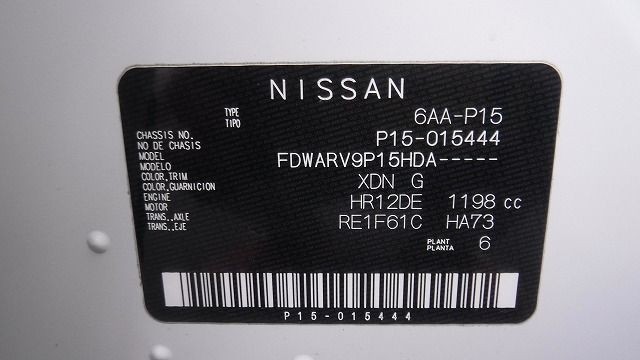 NISSAN
TYPE 6AA-P15
TIPO
CHASSIS NO. P15-015444
NO DE CHASSIS
MODEL FDWARV9P15HDA-----
MODELO
COLOR,TRIM XDN G
COLOR,GUARNICION
ENGINE HR12DE 1198 cc
MOTOR
TRANS.,AXLE RE1F61C HA73
TRANS.,EJE
PLANT 6
PLANTA
P15-015444